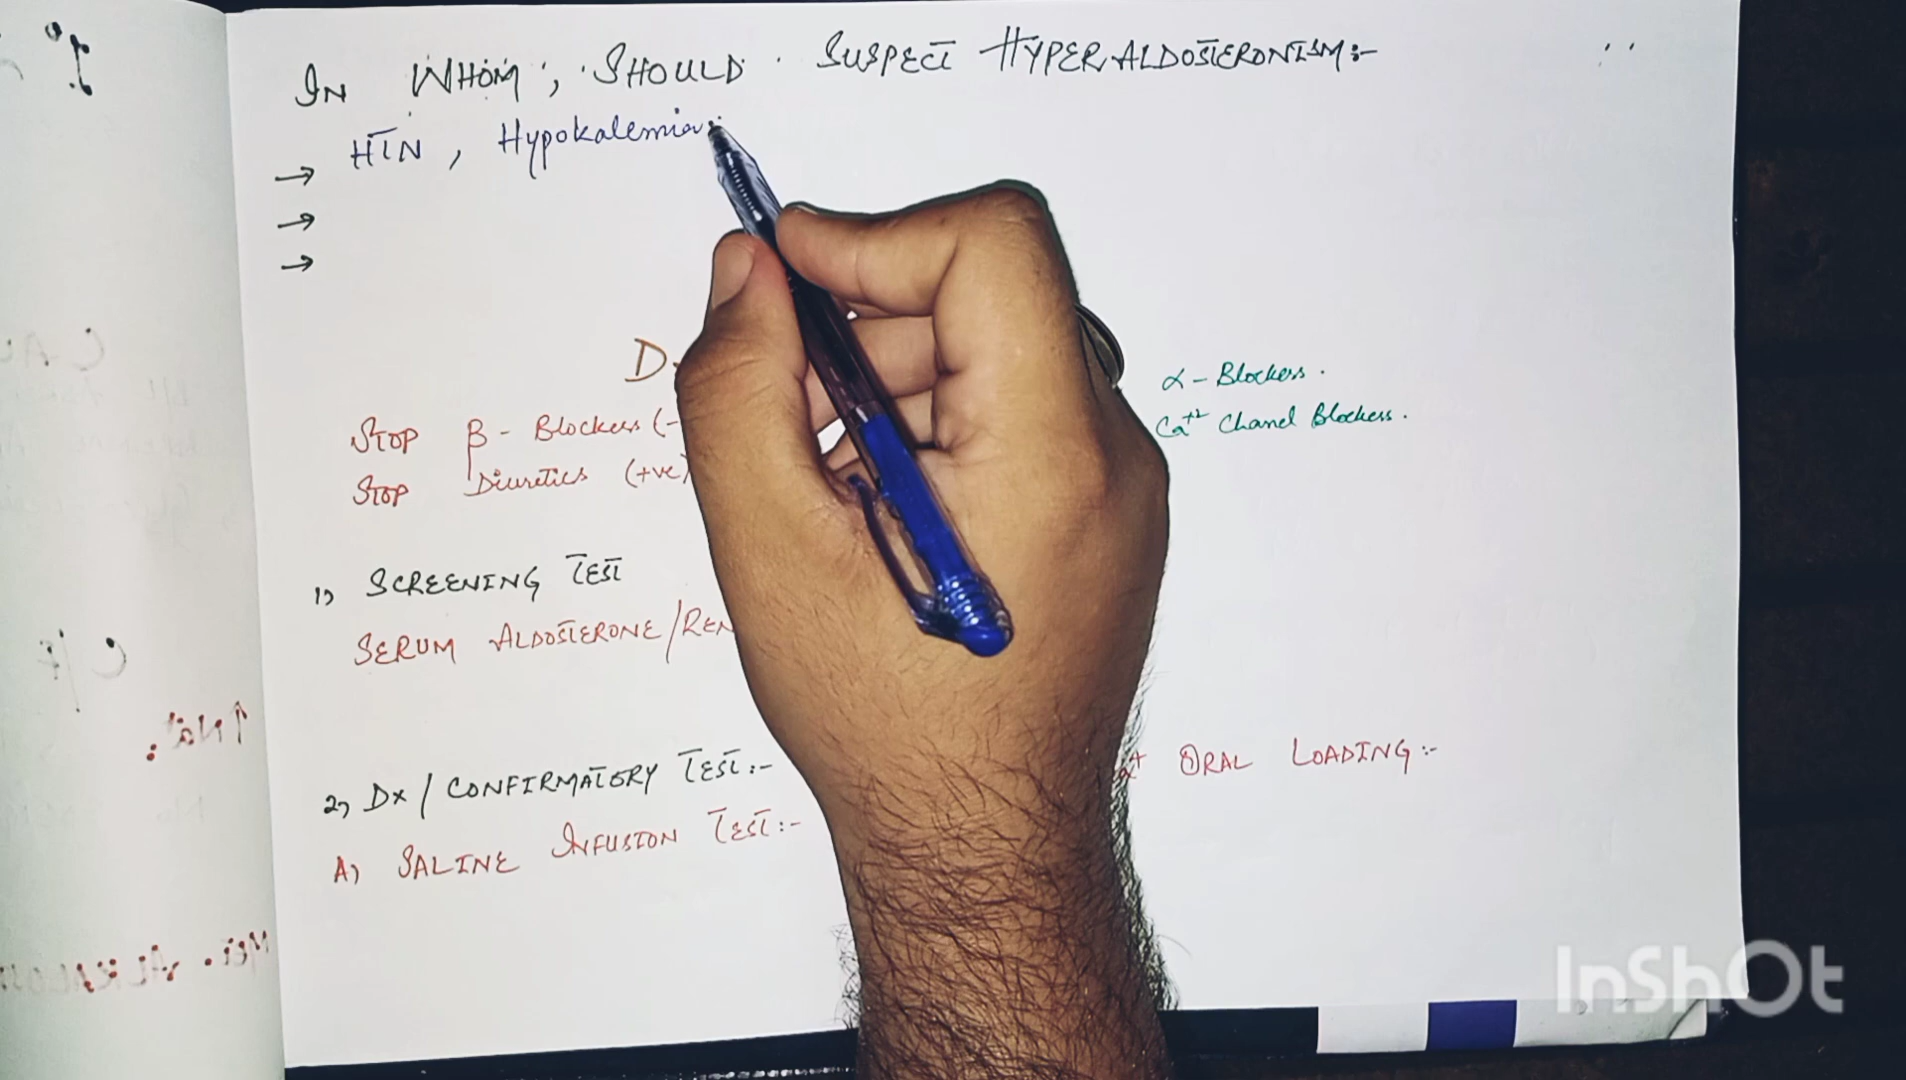 IN WHOM, SHOULD SUSPECT HYPERALDOSTERONISM:-
→ HTN, Hypokalemia
→
→
D
α - Blockers.
STOP β - Blockers (-
Ca+2 Chanel Blockers.
STOP Diuretics (+ve)
1) SCREENING TEST
SERUM ALDOSTERONE/REN
2) Dx / CONFIRMATORY TEST:-
ORAL LOADING:-
A) SALINE INFUSION TEST:-
InShOt